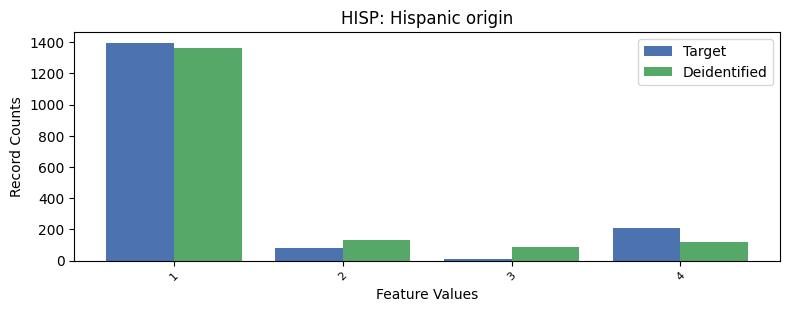 HISP: Hispanic origin
Target
Deidentified
1400
1200
1000
800
600
400
200
0
Record Counts
1
2
3
4
Feature Values